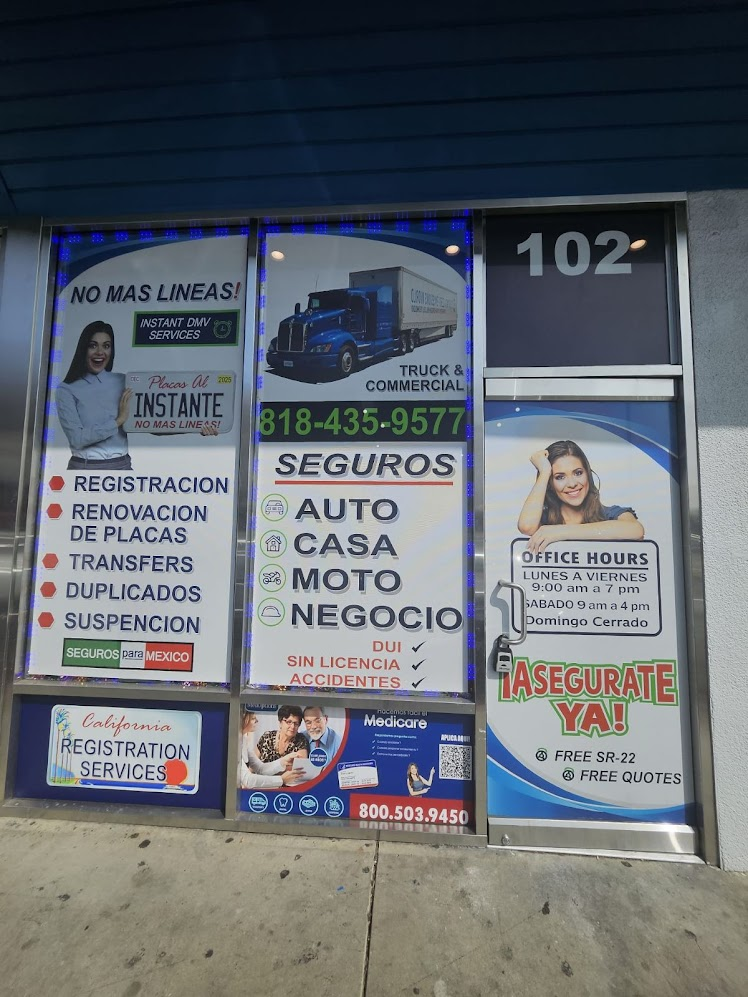 NO MAS LINEAS!
INSTANT DMV
SERVICES
2025
Placas Al
INSTANTE
NO MAS LINEAS!
REGISTRACION
RENOVACION
DE PLACAS
TRANSFERS
DUPLICADOS
SUSPENCION
SEGUROS para MEXICO
California
REGISTRATION
SERVICES
TRUCK &
COMMERCIAL
818-435-9577
SEGUROS
AUTO
CASA
MOTO
NEGOCIO
DUI
SIN LICENCIA
ACCIDENTES
Medicare
APLICA AQUI
800.503.9450
102
OFFICE HOURS
LUNES A VIERNES
9:00 am a 7 pm
SABADO 9 am a 4 pm
Domingo Cerrado
¡ASEGURATE
YA!
FREE SR-22
FREE QUOTES